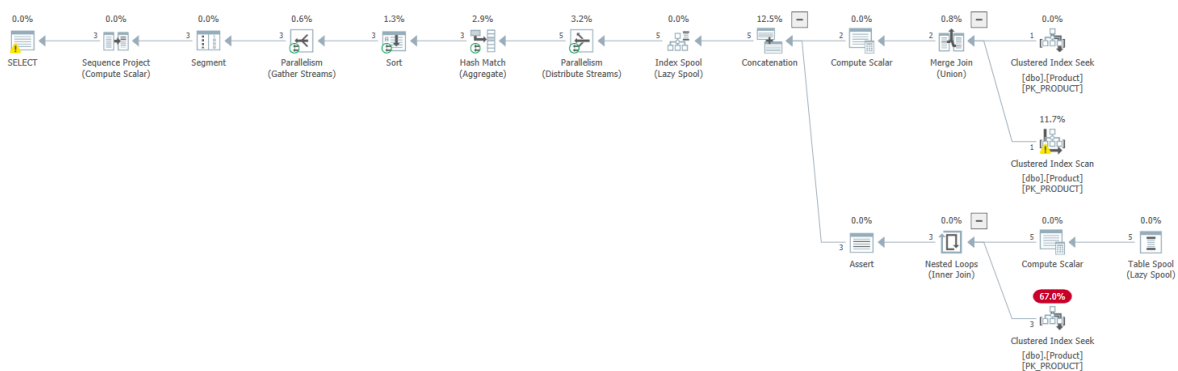 0.0% 0.0% 0.0% 0.6% 1.3% 2.9% 3.2% 0.0% 12.5% 0.0% 0.8% 0.0%
3 3 3 3 3 5 5 5 2 2 1
SELECT Sequence Project Segment Parallelism Sort Hash Match Parallelism Index Spool Concatenation Compute Scalar Merge Join Clustered Index Seek
(Compute Scalar) (Gather Streams) (Aggregate) (Distribute Streams) (Lazy Spool) (Union) [dbo].[Product]
[PK_PRODUCT]
11.7%
1
Clustered Index Scan
[dbo].[Product]
[PK_PRODUCT]
0.0% 0.0% 0.0% 0.0%
3 3 5 5
Assert Nested Loops Compute Scalar Table Spool
(Inner Join) (Lazy Spool)
67.0%
3
Clustered Index Seek
[dbo].[Product]
[PK_PRODUCT]